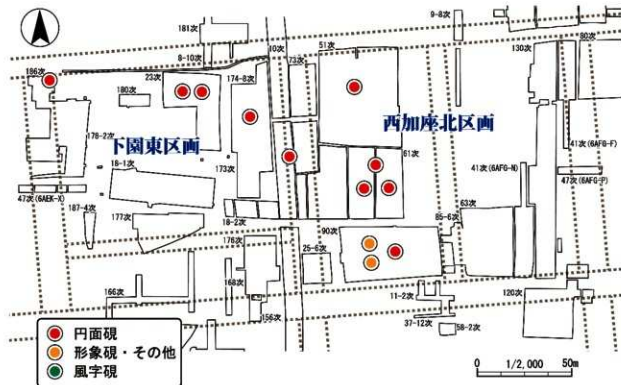 181次
9-8次
8-10次
10次
51次
130次
80次
186次
23次
174-8次
73次
180次
下園東区画
西加座北区画
178-2次
61次
41次(6AFG-F)
18-1次
173次
41次(6AFG-N)
47次(6AFG-P)
47次(6AEK-X)
187-4次
177次
18-2次
63次
85-6次
90次
176次
25-6次
168次
166次
11-2次
120次
156次
37-12次
58-2次
円面硯
形象硯・その他
風字硯
0 1/2,000 50m